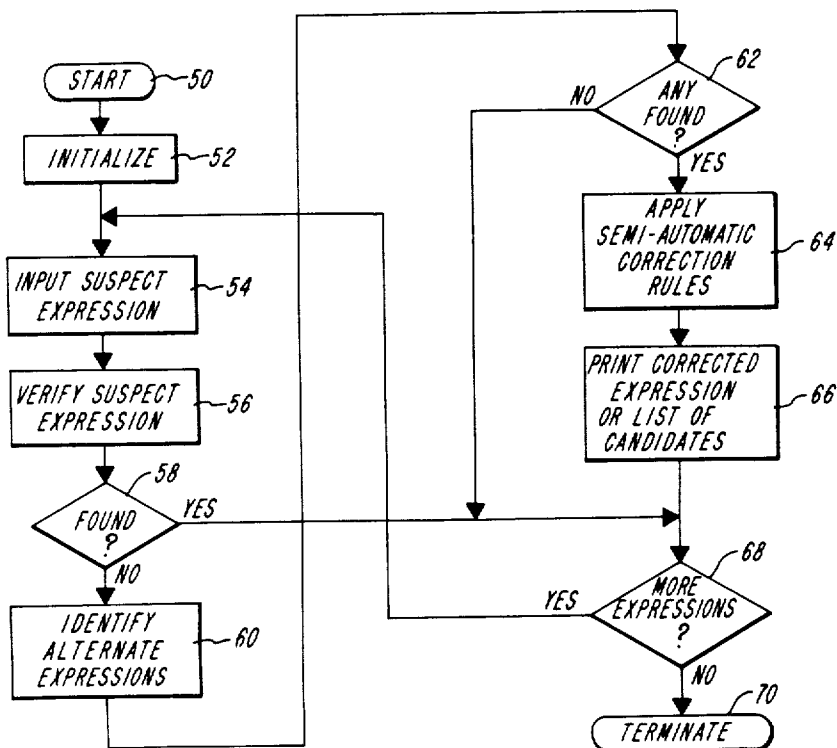 START
50
INITIALIZE
52
INPUT SUSPECT
EXPRESSION
54
VERIFY SUSPECT
EXPRESSION
56
58
FOUND
?
YES
NO
IDENTIFY
ALTERNATE
EXPRESSIONS
60
62
ANY
FOUND
?
NO
YES
APPLY
SEMI-AUTOMATIC
CORRECTION
RULES
64
PRINT CORRECTED
EXPRESSION
OR LIST OF
CANDIDATES
66
68
MORE
EXPRESSIONS
?
YES
NO
70
TERMINATE